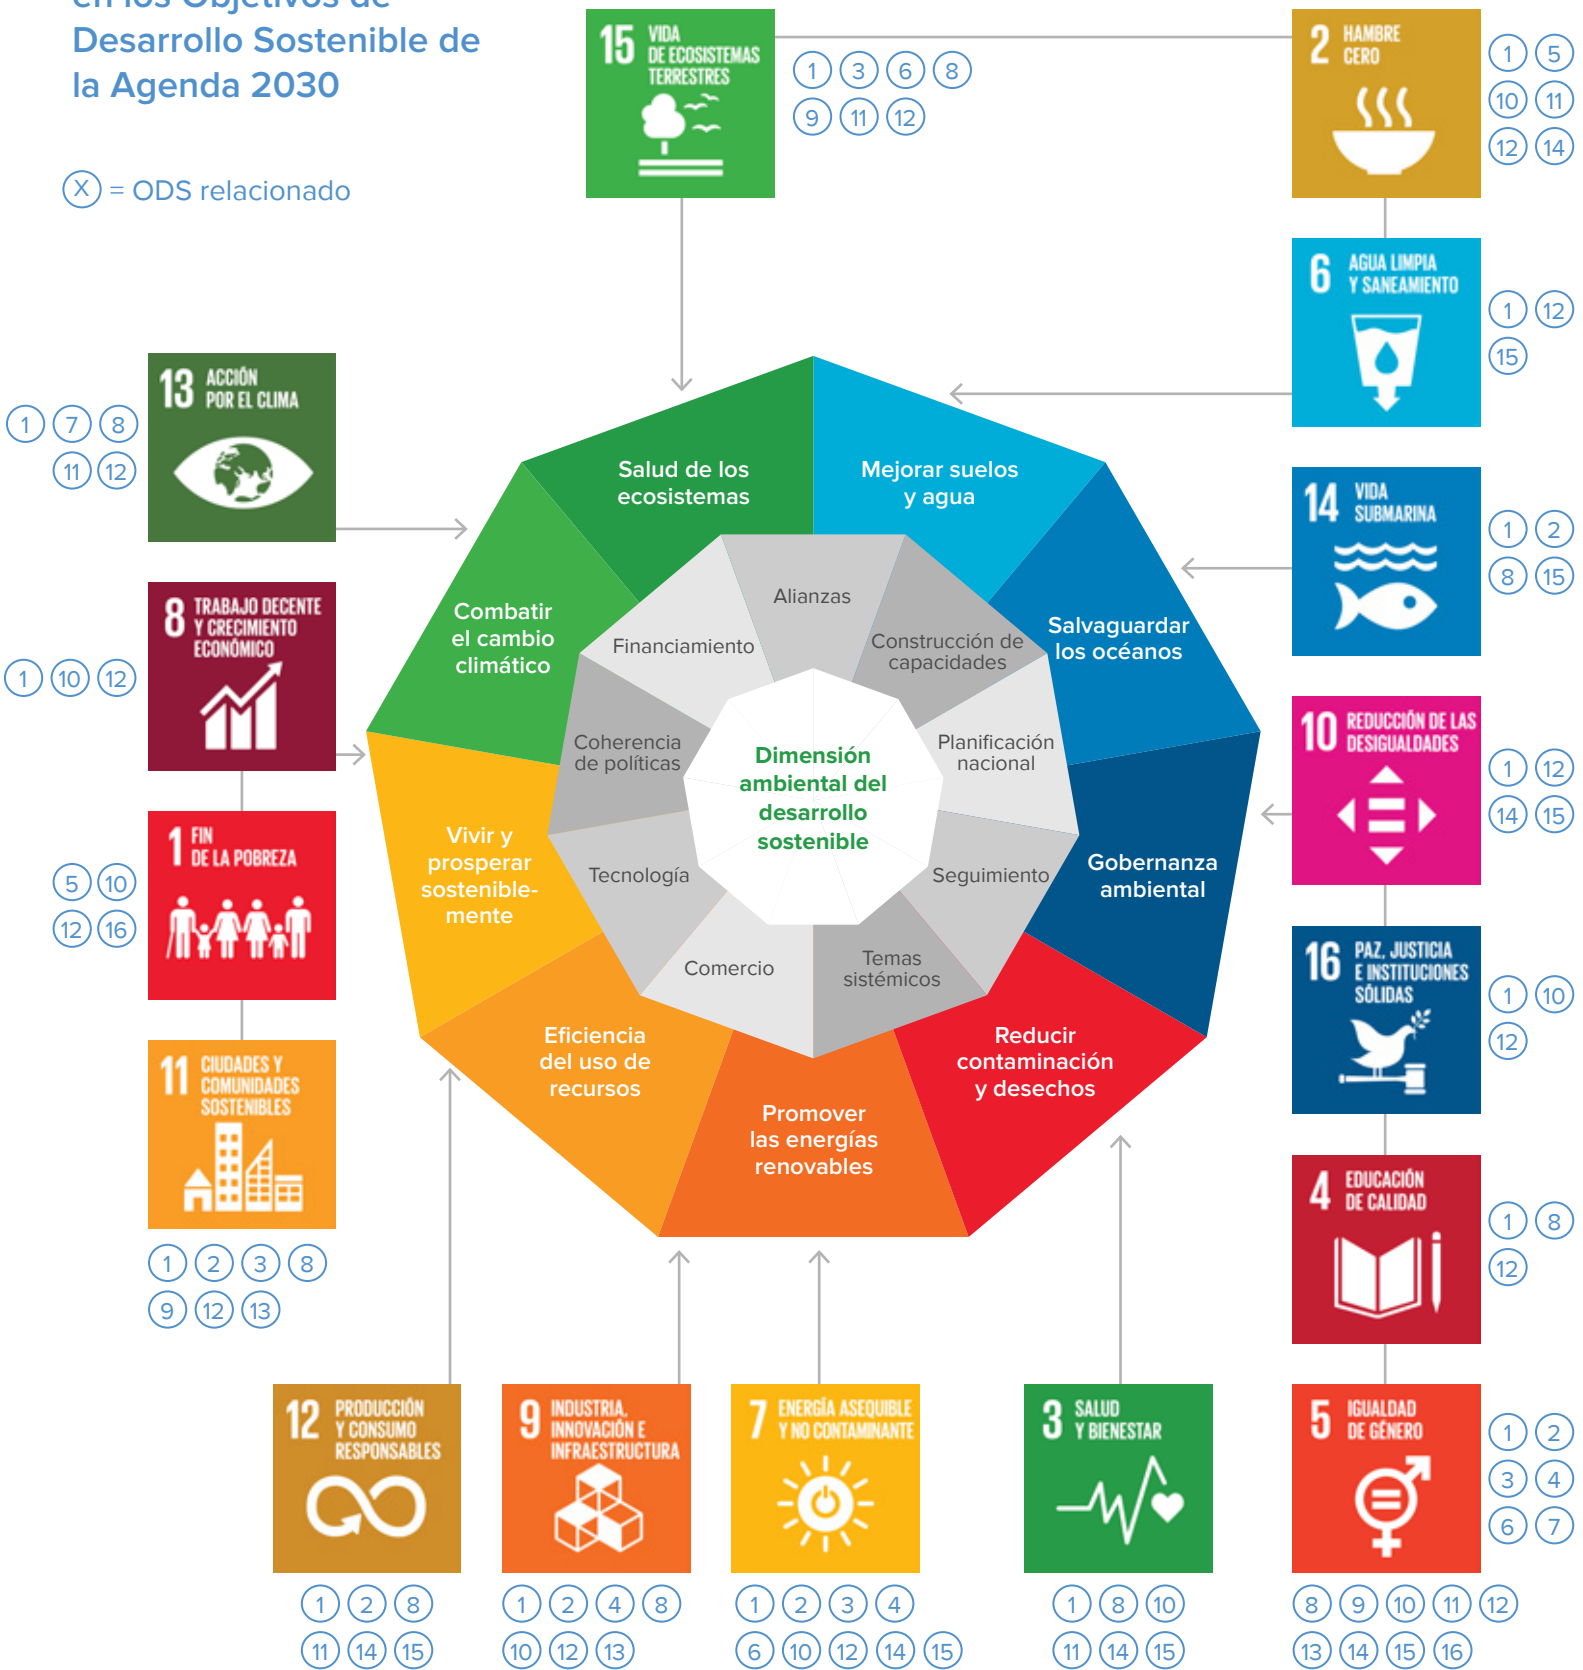 en los Objetivos de
Desarrollo Sostenible de
la Agenda 2030
X = ODS relacionado
15 VIDA
DE ECOSISTEMAS
TERRESTRES
1 3 6 8
9 11 12
2 HAMBRE
CERO
1 5
10 11
12 14
6 AGUA LIMPIA
Y SANEAMIENTO
1 12
15
13 ACCIÓN
POR EL CLIMA
1 7 8
11 12
14 VIDA
SUBMARINA
1 2
8 15
8 TRABAJO DECENTE
Y CRECIMIENTO
ECONÓMICO
1 10 12
10 REDUCCIÓN DE LAS
DESIGUALDADES
1 12
14 15
1 FIN
DE LA POBREZA
5 10
12 16
16 PAZ, JUSTICIA
E INSTITUCIONES
SÓLIDAS
1 10
12
11 CIUDADES Y
COMUNIDADES
SOSTENIBLES
1 2 3 8
9 12 13
4 EDUCACIÓN
DE CALIDAD
1 8
12
Salud de los
ecosistemas
Mejorar suelos
y agua
Combatir
el cambio
climático
Salvaguardar
los océanos
Vivir y
prosperar
sostenible-
mente
Gobernanza
ambiental
Eficiencia
del uso de
recursos
Promover
las energías
renovables
Reducir
contaminación
y desechos
Alianzas
Financiamiento
Construcción de
capacidades
Coherencia
de políticas
Planificación
nacional
Tecnología
Seguimiento
Comercio
Temas
sistémicos
Dimensión
ambiental del
desarrollo
sostenible
12 PRODUCCIÓN
Y CONSUMO
RESPONSABLES
1 2 8
11 14 15
9 INDUSTRIA,
INNOVACIÓN E
INFRAESTRUCTURA
1 2 4 8
10 12 13
7 ENERGÍA ASEQUIBLE
Y NO CONTAMINANTE
1 2 3 4
6 10 12 14 15
3 SALUD
Y BIENESTAR
1 8 10
11 14 15
5 IGUALDAD
DE GÉNERO
1 2
3 4
6 7
8 9 10 11 12
13 14 15 16